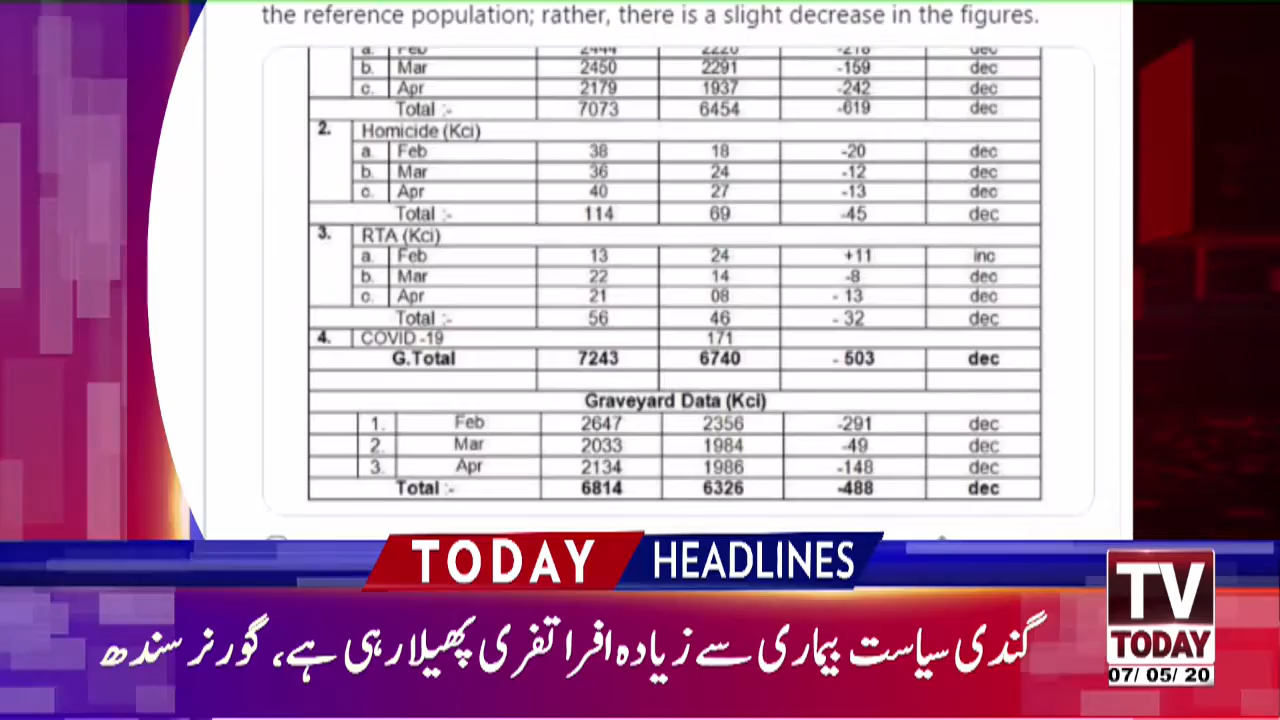 the reference population; rather, there is a slight decrease in the figures.
a. Feb 2444 2226 -218 dec
b. Mar 2450 2291 -159 dec
c. Apr 2179 1937 -242 dec
Total :- 7073 6454 -619 dec
2. Homicide (Kci)
a. Feb 38 18 -20 dec
b. Mar 36 24 -12 dec
c. Apr 40 27 -13 dec
Total :- 114 69 -45 dec
3. RTA (Kci)
a. Feb 13 24 +11 inc
b. Mar 22 14 -8 dec
c. Apr 21 08 - 13 dec
Total :- 56 46 - 32 dec
4. COVID -19 171
G.Total 7243 6740 - 503 dec
Graveyard Data (Kci)
1. Feb 2647 2356 -291 dec
2. Mar 2033 1984 -49 dec
3. Apr 2134 1986 -148 dec
Total :- 6814 6326 -488 dec
TODAY HEADLINES
گندی سیاست بیماری سے زیادہ افراتفری پھیلا رہی ہے، گورنر سندھ
TV
TODAY
07/ 05/ 20